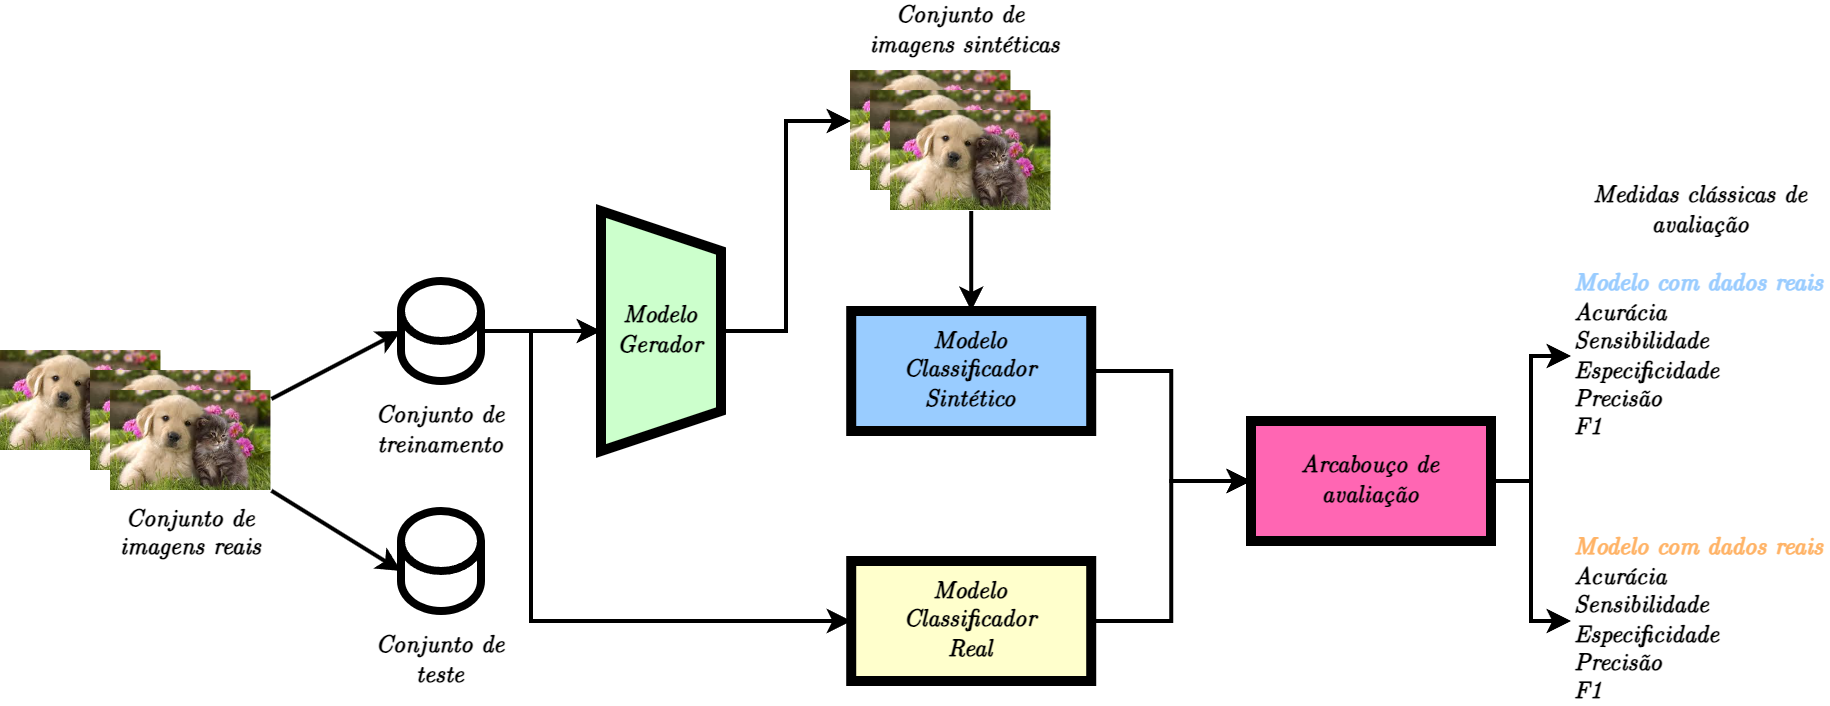 Conjunto de
imagens sintéticas
Medidas clássicas de
avaliação
Modelo com dados reais
Acurácia
Sensibilidade
Especificidade
Precisão
F1
Modelo
Gerador
Modelo
Classificador
Sintético
Conjunto de
treinamento
Arcabouço de
avaliação
Conjunto de
imagens reais
Modelo com dados reais
Acurácia
Sensibilidade
Especificidade
Precisão
F1
Modelo
Classificador
Real
Conjunto de
teste